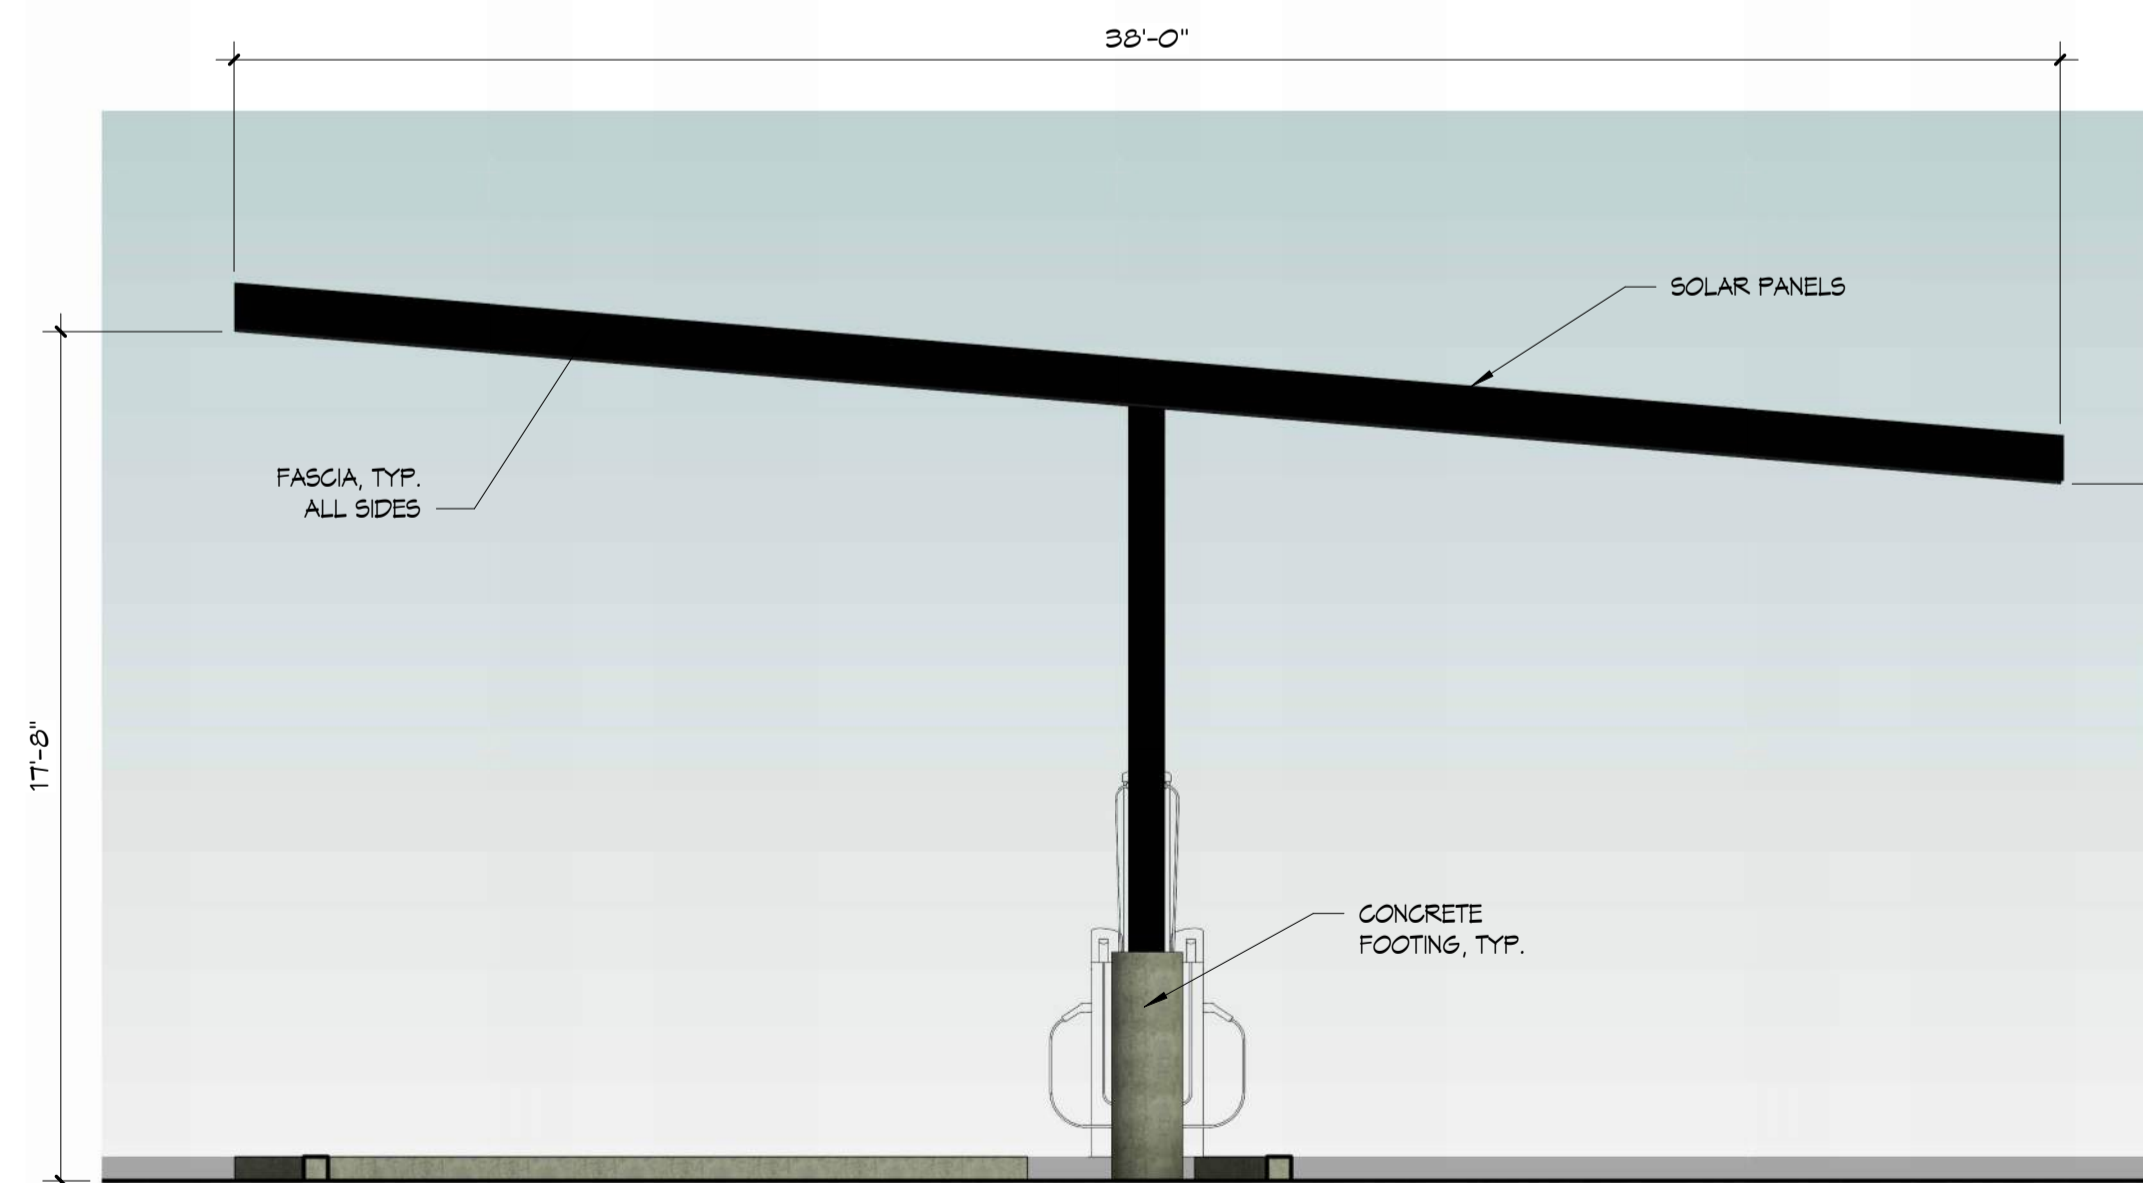 38'-0"
SOLAR PANELS
FASCIA, TYP.
ALL SIDES
17'-8"
CONCRETE
FOOTING, TYP.